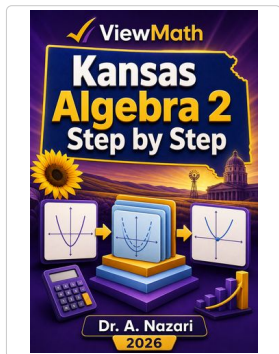 ViewMath
Kansas
Algebra 2
Step by Step
Dr. A. Nazari
2026